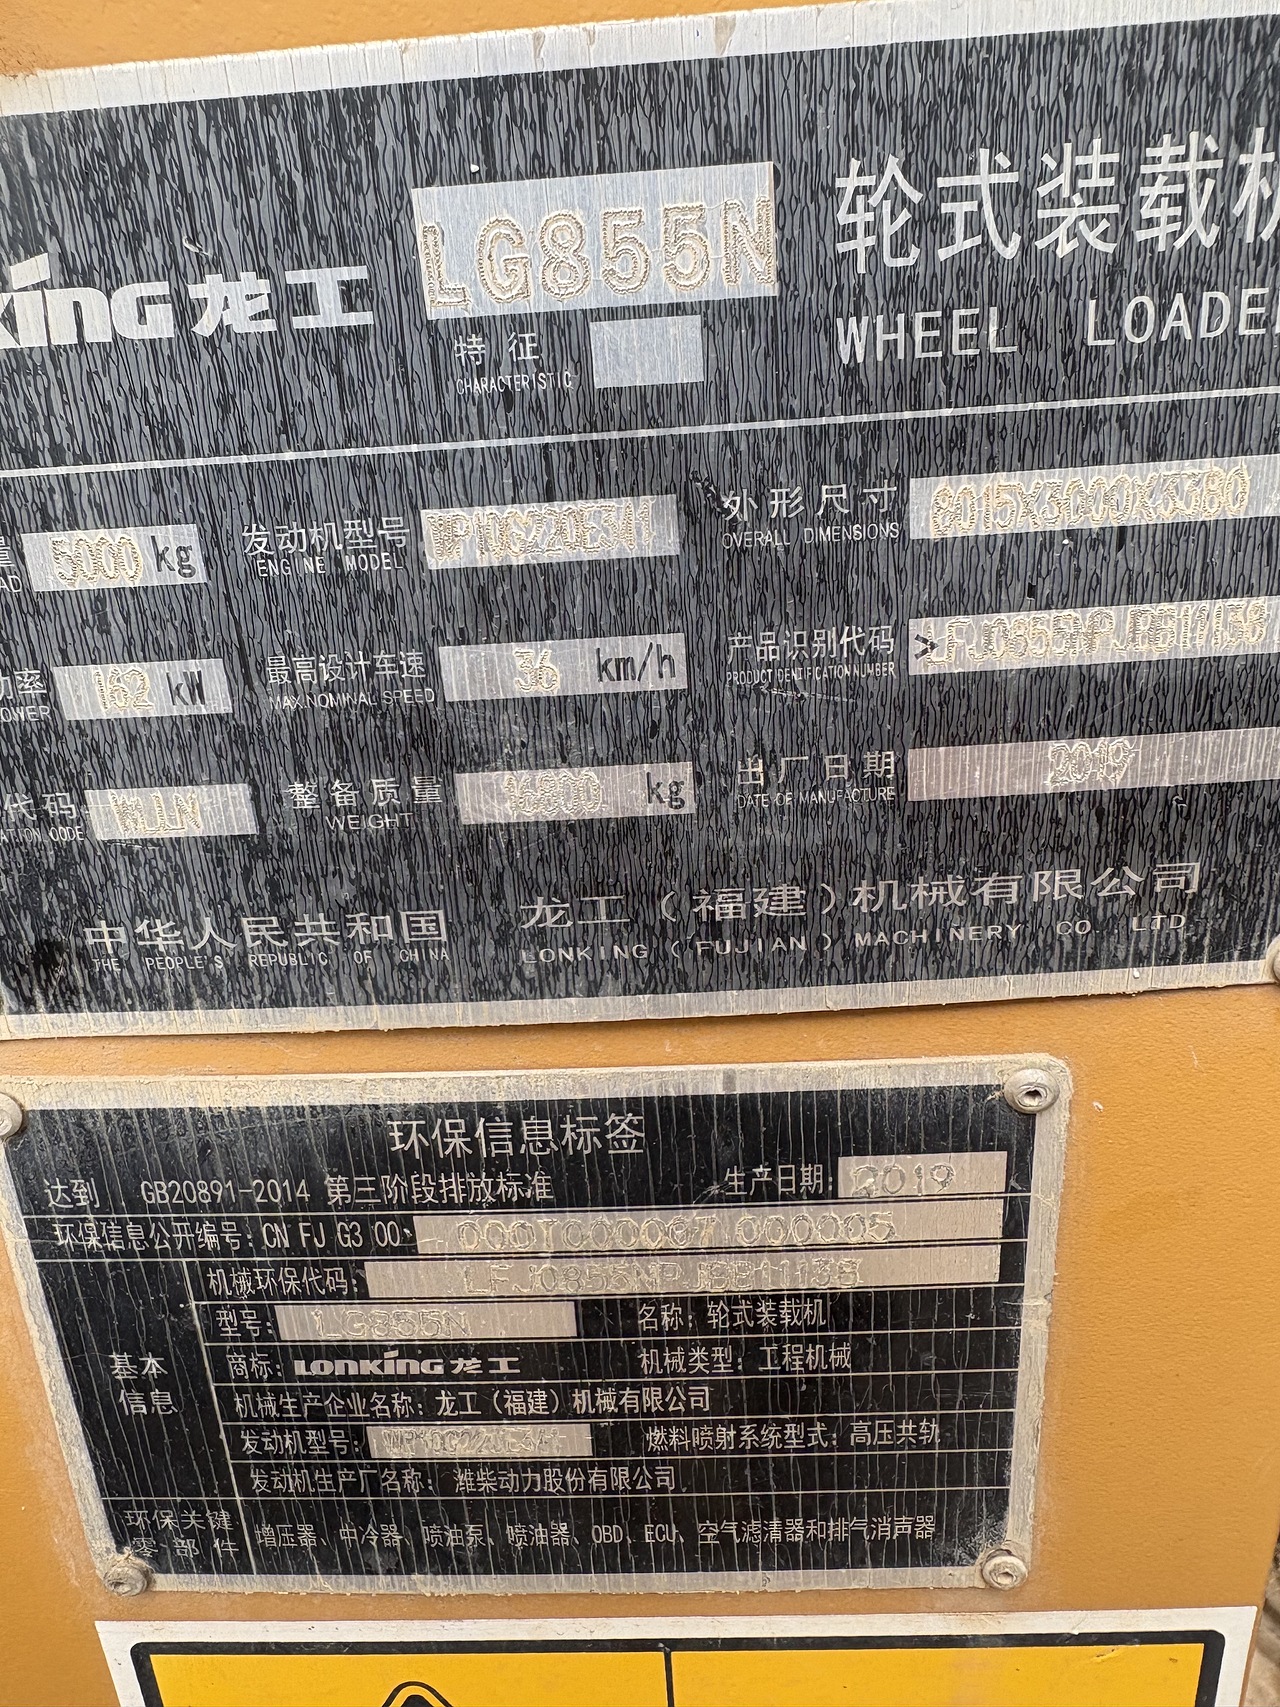 king 龙工 LG855N 轮式装载机
特征
CHARACTERISTIC
WHEEL LOADE
量 5000 kg 发动机型号 WP10G220E341 外形尺寸 8015X3000X3380
AD ENGINE MODEL OVERALL DIMENSIONS
功率 162 kW 最高设计车速 36 km/h 产品识别代码
OWER MAX.NOMINAL SPEED PRODUCT IDENTIFICATION NUMBER
代码 WLLN 整备质量 kg 出厂日期 2019
ATION CODE WEIGHT DATE OF MANUFACTURE
中华人民共和国 龙工（福建）机械有限公司
THE PEOPLE'S REPUBLIC OF CHINA LONKING (FUJIAN) MACHINERY CO. LTD
环保信息标签
达到 GB20891-2014 第三阶段排放标准 生产日期: 2019
环保信息公开编号: CN FJ G3 00
机械环保代码:
型号: LG855N 名称: 轮式装载机
基本信息
商标: LONKING 龙工 机械类型: 工程机械
机械生产企业名称: 龙工（福建）机械有限公司
发动机型号: WP10G220E341 燃料喷射系统型式: 高压共轨
发动机生产厂名称: 潍柴动力股份有限公司
环保关键零部件 增压器、中冷器、喷油泵、喷油器、OBD、ECU、空气滤清器和排气消声器